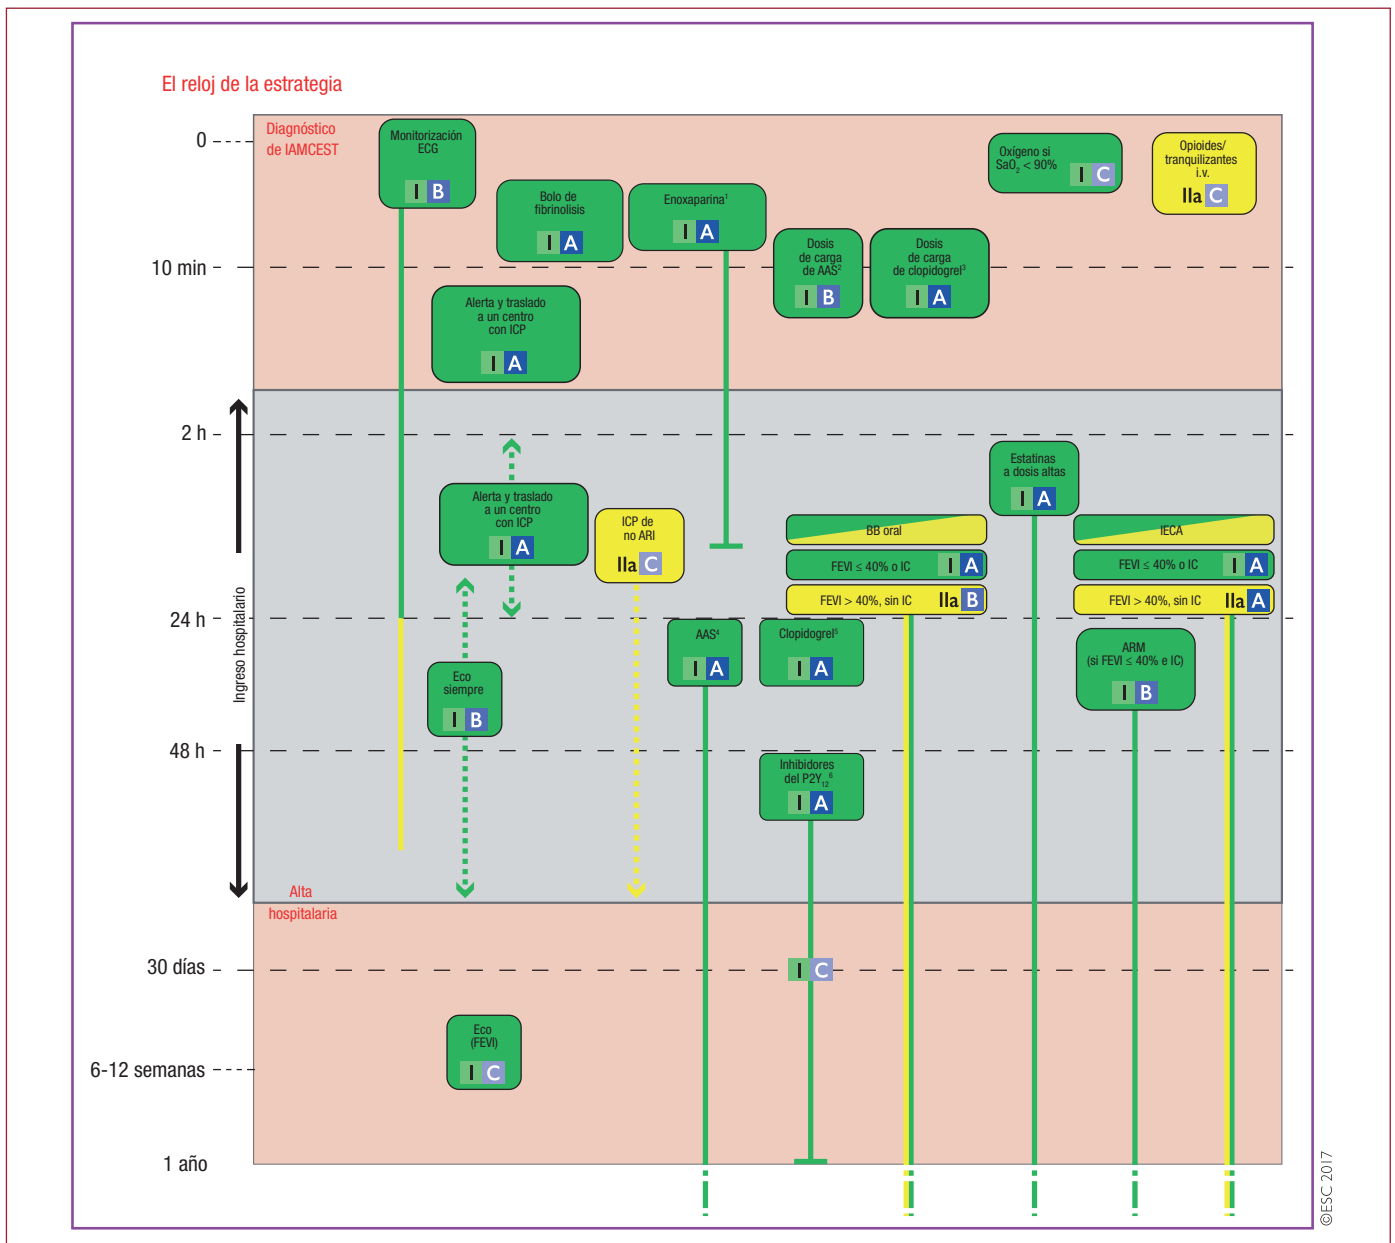 El reloj de la estrategia
0
Diagnóstico
de IAMCEST
Monitorización
ECG
I B
Bolo de
fibrinolisis
I A
Enoxaparina¹
I A
Oxígeno si
SaO₂ < 90%
I C
Opioides/
tranquilizantes
i.v.
IIa C
Dosis
de carga
de AAS²
I B
Dosis
de carga
de clopidogrel³
I A
10 min
Alerta y traslado
a un centro
con ICP
I A
2 h
Alerta y traslado
a un centro
con ICP
I A
ICP de
no ARI
IIa C
Estatinas
a dosis altas
I A
BB oral
FEVI ≤ 40% o IC I A
FEVI > 40%, sin IC IIa B
IECA
FEVI ≤ 40% o IC I A
FEVI > 40%, sin IC IIa A
Ingreso hospitalario
24 h
AAS⁴
I A
Clopidogrel⁵
I A
ARM
(si FEVI ≤ 40% e IC)
I B
Eco
siempre
I B
48 h
Inhibidores
del P2Y₁₂⁶
I A
Alta
hospitalaria
30 días
I C
Eco
(FEVI)
I C
6-12 semanas
1 año
©ESC 2017